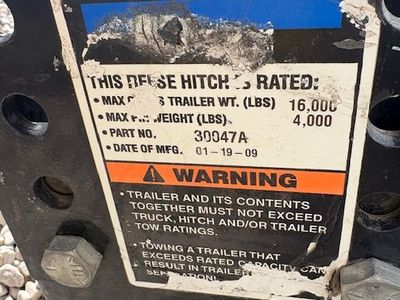 THIS REESE HITCH IS RATED:
• MAX GROSS TRAILER WT. (LBS) 16,000
• MAX PIN WEIGHT (LBS) 4,000
• PART NO. 30047A
• DATE OF MFG. 01-19-09
WARNING
• TRAILER AND ITS CONTENTS
TOGETHER MUST NOT EXCEED
TRUCK, HITCH AND/OR TRAILER
TOW RATINGS.
• TOWING A TRAILER THAT
EXCEEDS RATED CAPACITY CAN
RESULT IN TRAILER
SEPARATION!